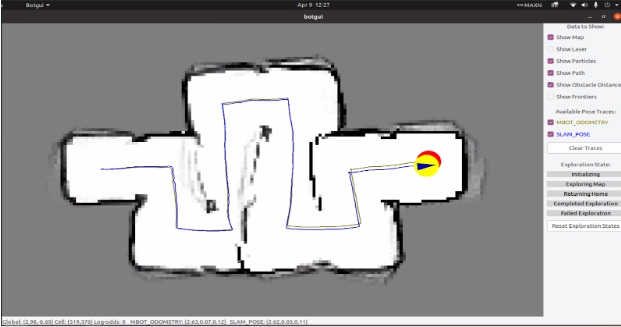 Botgui
Apr 9 12:27
MAXN
botgui
Data to Show:
Show Map
Show Laser
Show Particles
Show Path
Show Obstacle Distance
Show Frontiers
Available Pose Traces:
MBOT_ODOMETRY
SLAM_POSE
Clear Traces
Exploration State:
Initializing
Exploring Map
Returning Home
Completed Exploration
Failed Exploration
Reset Exploration States
Global: (2.98, 0.60) Cell: (519,376) Log-odds: 0 MBOT_ODOMETRY: (2.63,0.07,0.12) SLAM_POSE: (2.62,0.03,0.11)